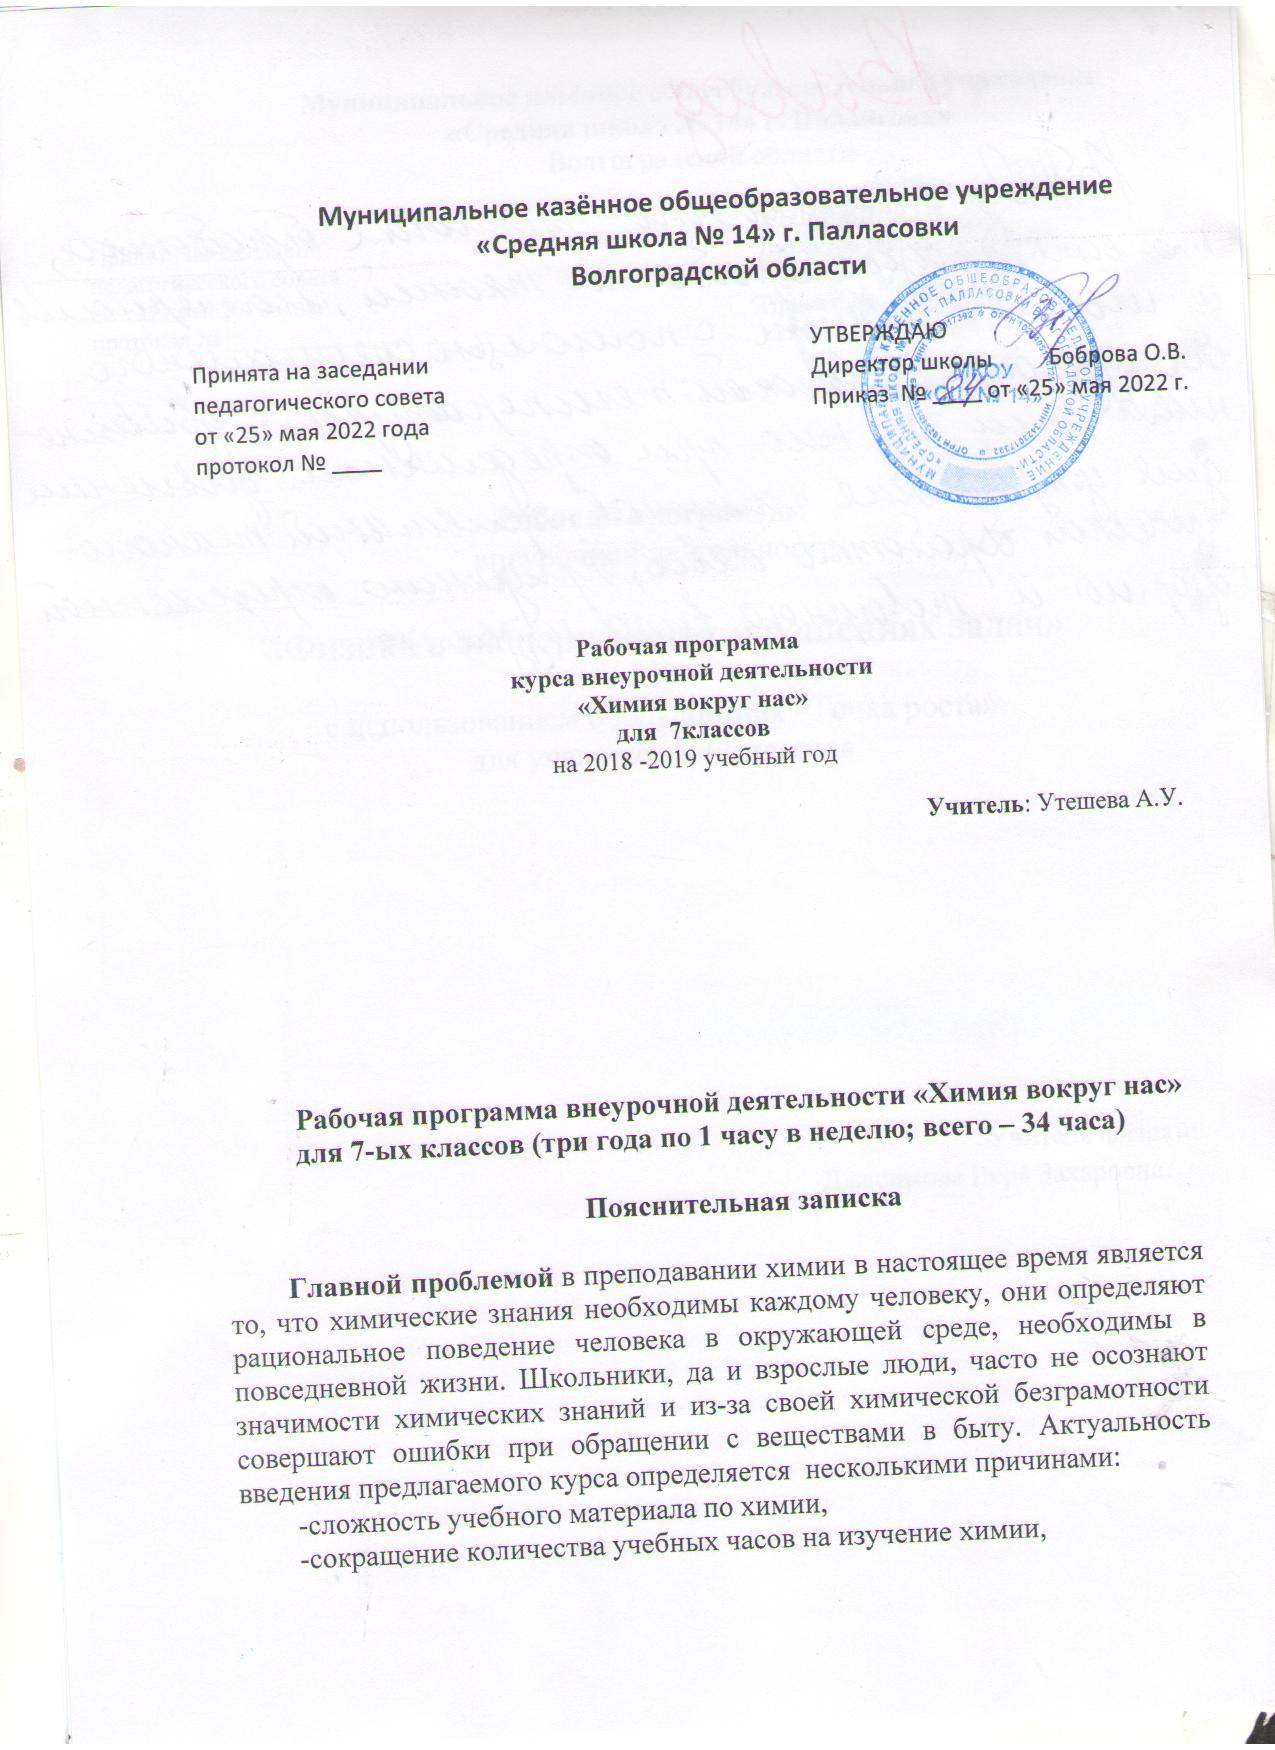 Муниципальное казённое общеобразовательное учреждение
«Средняя школа № 14» г. Палласовки
Волгоградской области
УТВЕРЖДАЮ
Директор школы Боброва О.В.
Приказ № от «25» мая 2022 г.
МКОУ
«СШ № 14»
Принята на заседании
педагогического совета
от «25» мая 2022 года
протокол № ____
Рабочая программа
курса внеурочной деятельности
«Химия вокруг нас»
для 7классов
на 2018 -2019 учебный год
Учитель: Утешева А.У.
Рабочая программа внеурочной деятельности «Химия вокруг нас»
для 7-ых классов (три года по 1 часу в неделю; всего – 34 часа)
Пояснительная записка
Главной проблемой в преподавании химии в настоящее время является
то, что химические знания необходимы каждому человеку, они определяют
рациональное поведение человека в окружающей среде, необходимы в
повседневной жизни. Школьники, да и взрослые люди, часто не осознают
значимости химических знаний и из-за своей химической безграмотности
совершают ошибки при обращении с веществами в быту. Актуальность
введения предлагаемого курса определяется несколькими причинами:
-сложность учебного материала по химии,
-сокращение количества учебных часов на изучение химии,